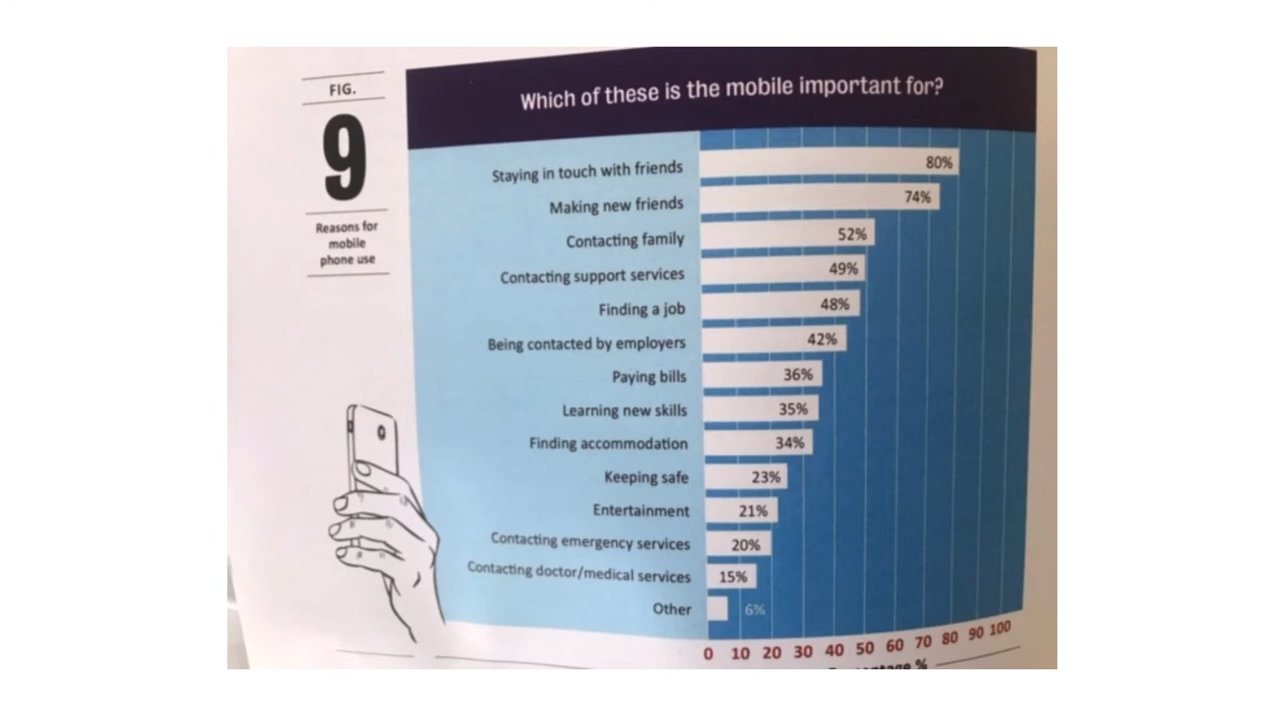 FIG.
9
Reasons for
mobile
phone use
Which of these is the mobile important for?
Staying in touch with friends 80%
Making new friends 74%
Contacting family 52%
Contacting support services 49%
Finding a job 48%
Being contacted by employers 42%
Paying bills 36%
Learning new skills 35%
Finding accommodation 34%
Keeping safe 23%
Entertainment 21%
Contacting emergency services 20%
Contacting doctor/medical services 15%
Other 6%
0 10 20 30 40 50 60 70 80 90 100
%